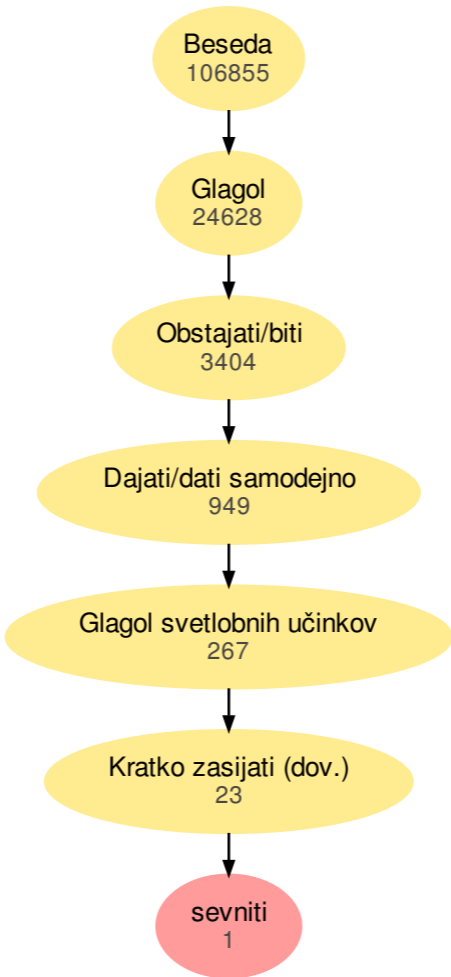 Beseda
106855
Glagol
24628
Obstajati/biti
3404
Dajati/dati samodejno
949
Glagol svetlobnih učinkov
267
Kratko zasijati (dov.)
23
sevniti
1